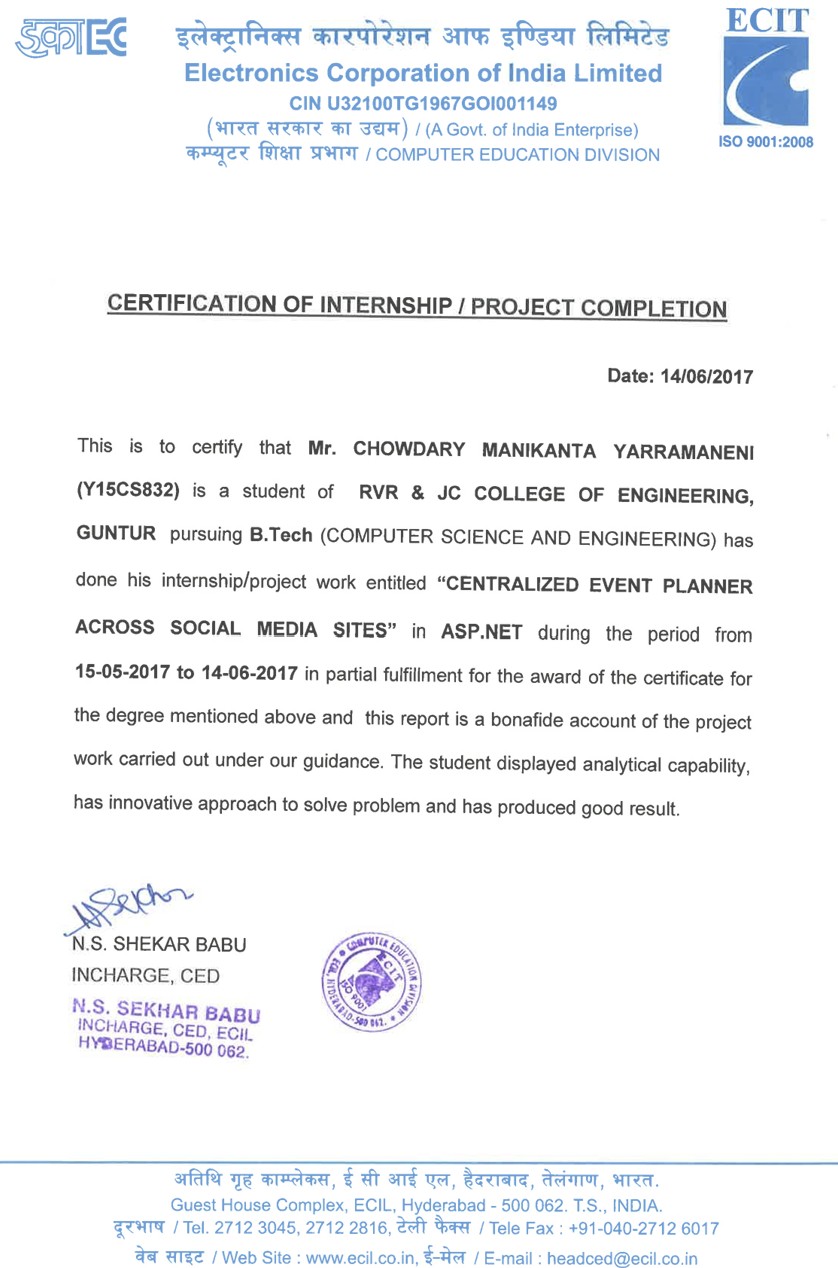 इका EC
इलेक्ट्रानिक्स कारपोरेशन आफ इण्डिया लिमिटेड
Electronics Corporation of India Limited
CIN U32100TG1967GOI001149
(भारत सरकार का उद्यम) / (A Govt. of India Enterprise)
कम्प्यूटर शिक्षा प्रभाग / COMPUTER EDUCATION DIVISION
ECIT
ISO 9001:2008
CERTIFICATION OF INTERNSHIP / PROJECT COMPLETION
Date: 14/06/2017
This is to certify that Mr. CHOWDARY MANIKANTA YARRAMANENI
(Y15CS832) is a student of RVR & JC COLLEGE OF ENGINEERING,
GUNTUR pursuing B.Tech (COMPUTER SCIENCE AND ENGINEERING) has
done his internship/project work entitled “CENTRALIZED EVENT PLANNER
ACROSS SOCIAL MEDIA SITES” in ASP.NET during the period from
15-05-2017 to 14-06-2017 in partial fulfillment for the award of the certificate for
the degree mentioned above and this report is a bonafide account of the project
work carried out under our guidance. The student displayed analytical capability,
has innovative approach to solve problem and has produced good result.
N.S. SHEKAR BABU
INCHARGE, CED
N.S. SEKHAR BABU
INCHARGE, CED, ECIL
HYDERABAD-500 062.
COMPUTER EDUCATION DIVISION
ECIL, HYDERABAD-500 062.
ECIT
ISO 9001
अतिथि गृह काम्प्लेकस, ई सी आई एल, हैदराबाद, तेलंगाण, भारत.
Guest House Complex, ECIL, Hyderabad - 500 062. T.S., INDIA.
दूरभाष / Tel. 2712 3045, 2712 2816, टेली फैक्स / Tele Fax : +91-040-2712 6017
वेब साइट / Web Site : www.ecil.co.in, ई-मेल / E-mail : headced@ecil.co.in